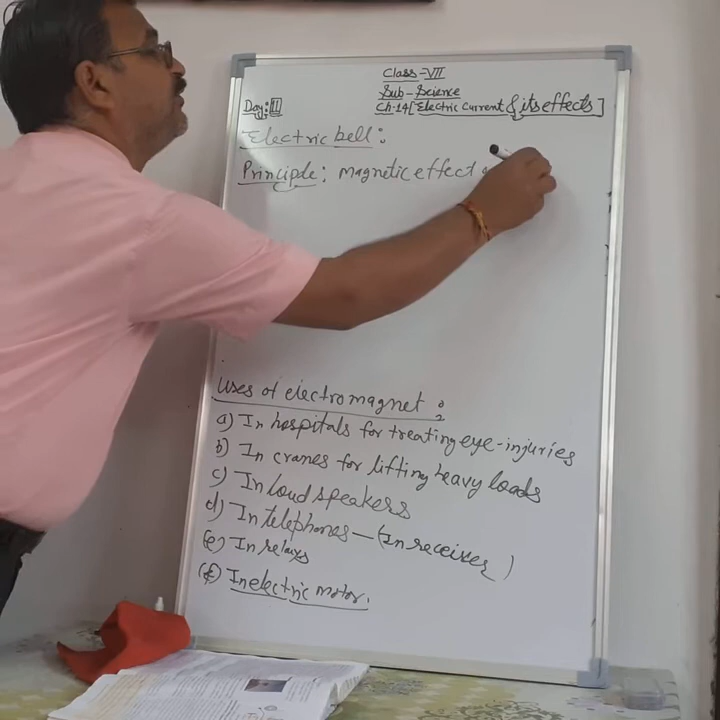 Class-VII
Sub-Science
Day: 11 Ch-14[Electric Current & its effects]
Electric bell:
Principle: Magnetic effect
Uses of electromagnet:
a) In hospitals for treating eye-injuries
b) In cranes for lifting heavy loads
c) In loud speakers
d) In telephones - (In receiver)
(e) In relays
(f) In electric motor.